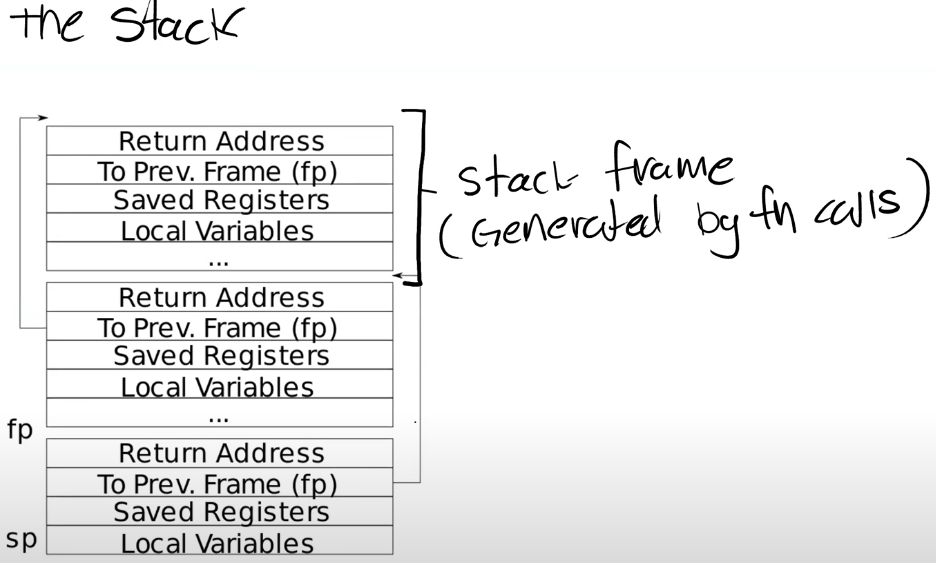 the Stack
Return Address
To Prev. Frame (fp)
Saved Registers
Local Variables
...
stack frame
(Generated by fn calls)
Return Address
To Prev. Frame (fp)
Saved Registers
Local Variables
...
fp
Return Address
To Prev. Frame (fp)
Saved Registers
sp
Local Variables